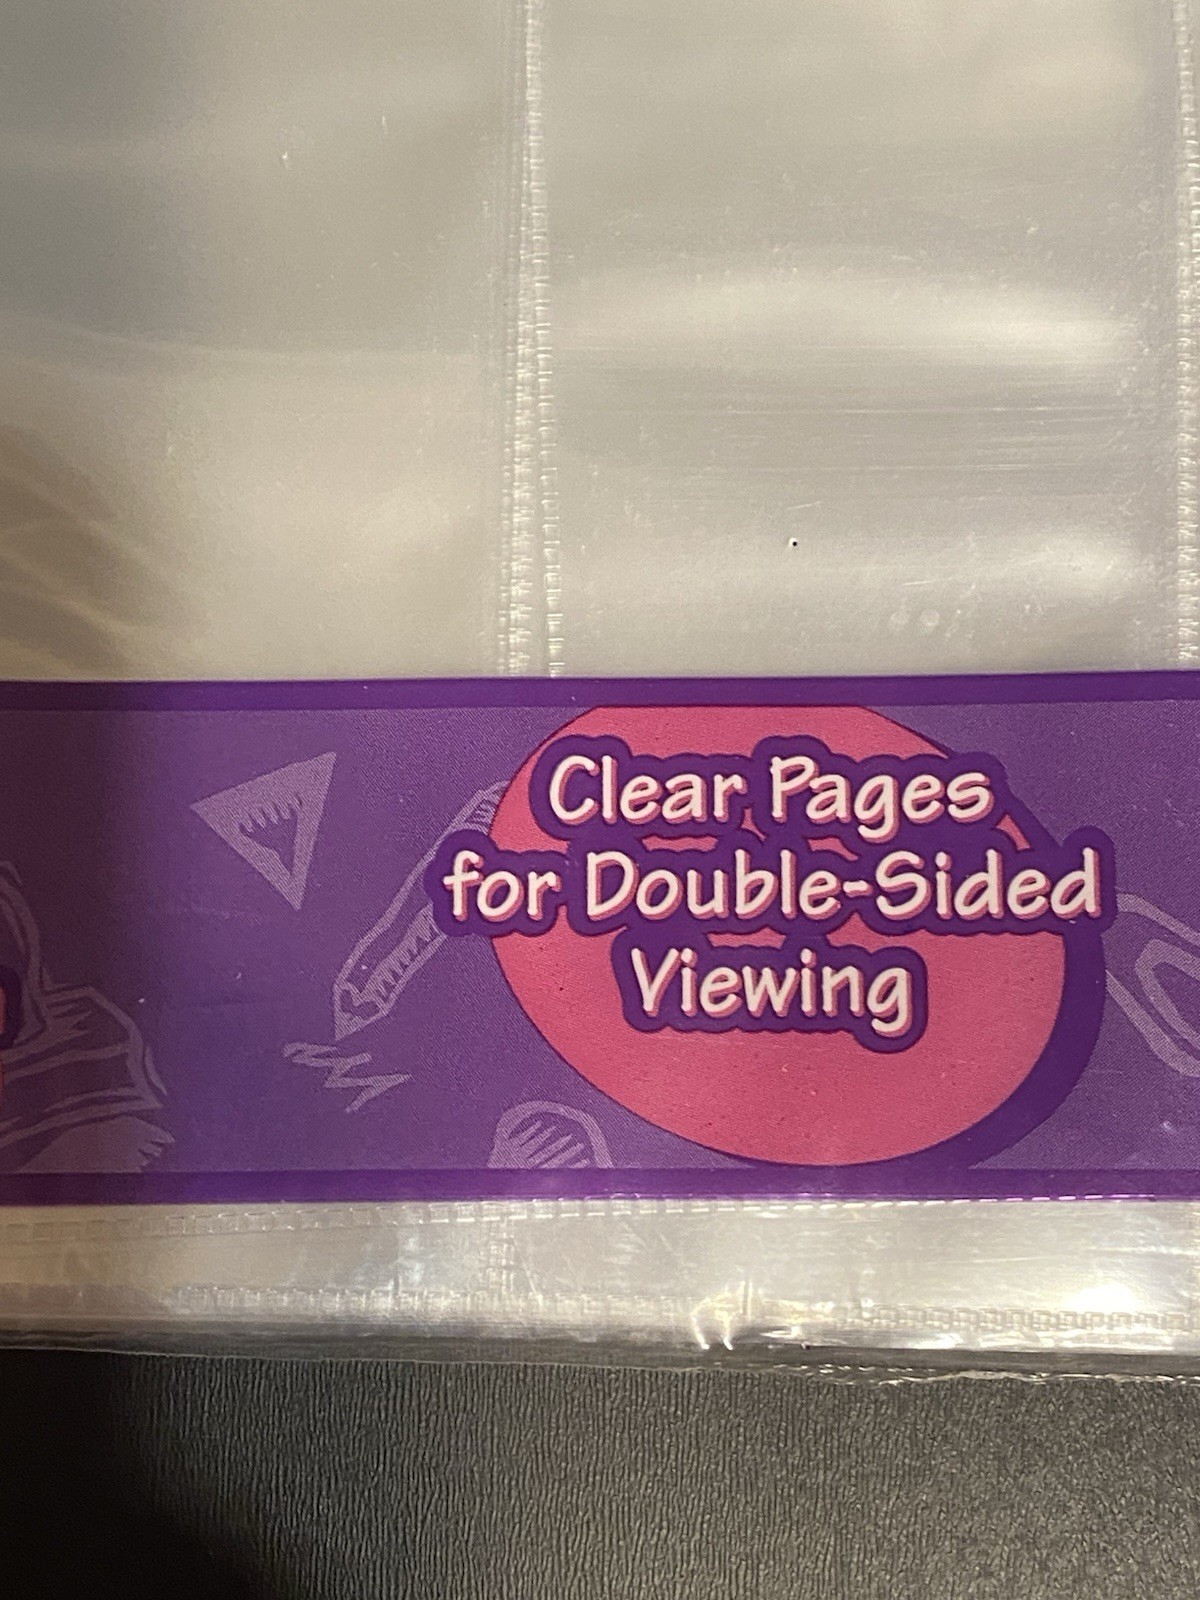 Clear Pages
for Double-Sided
Viewing